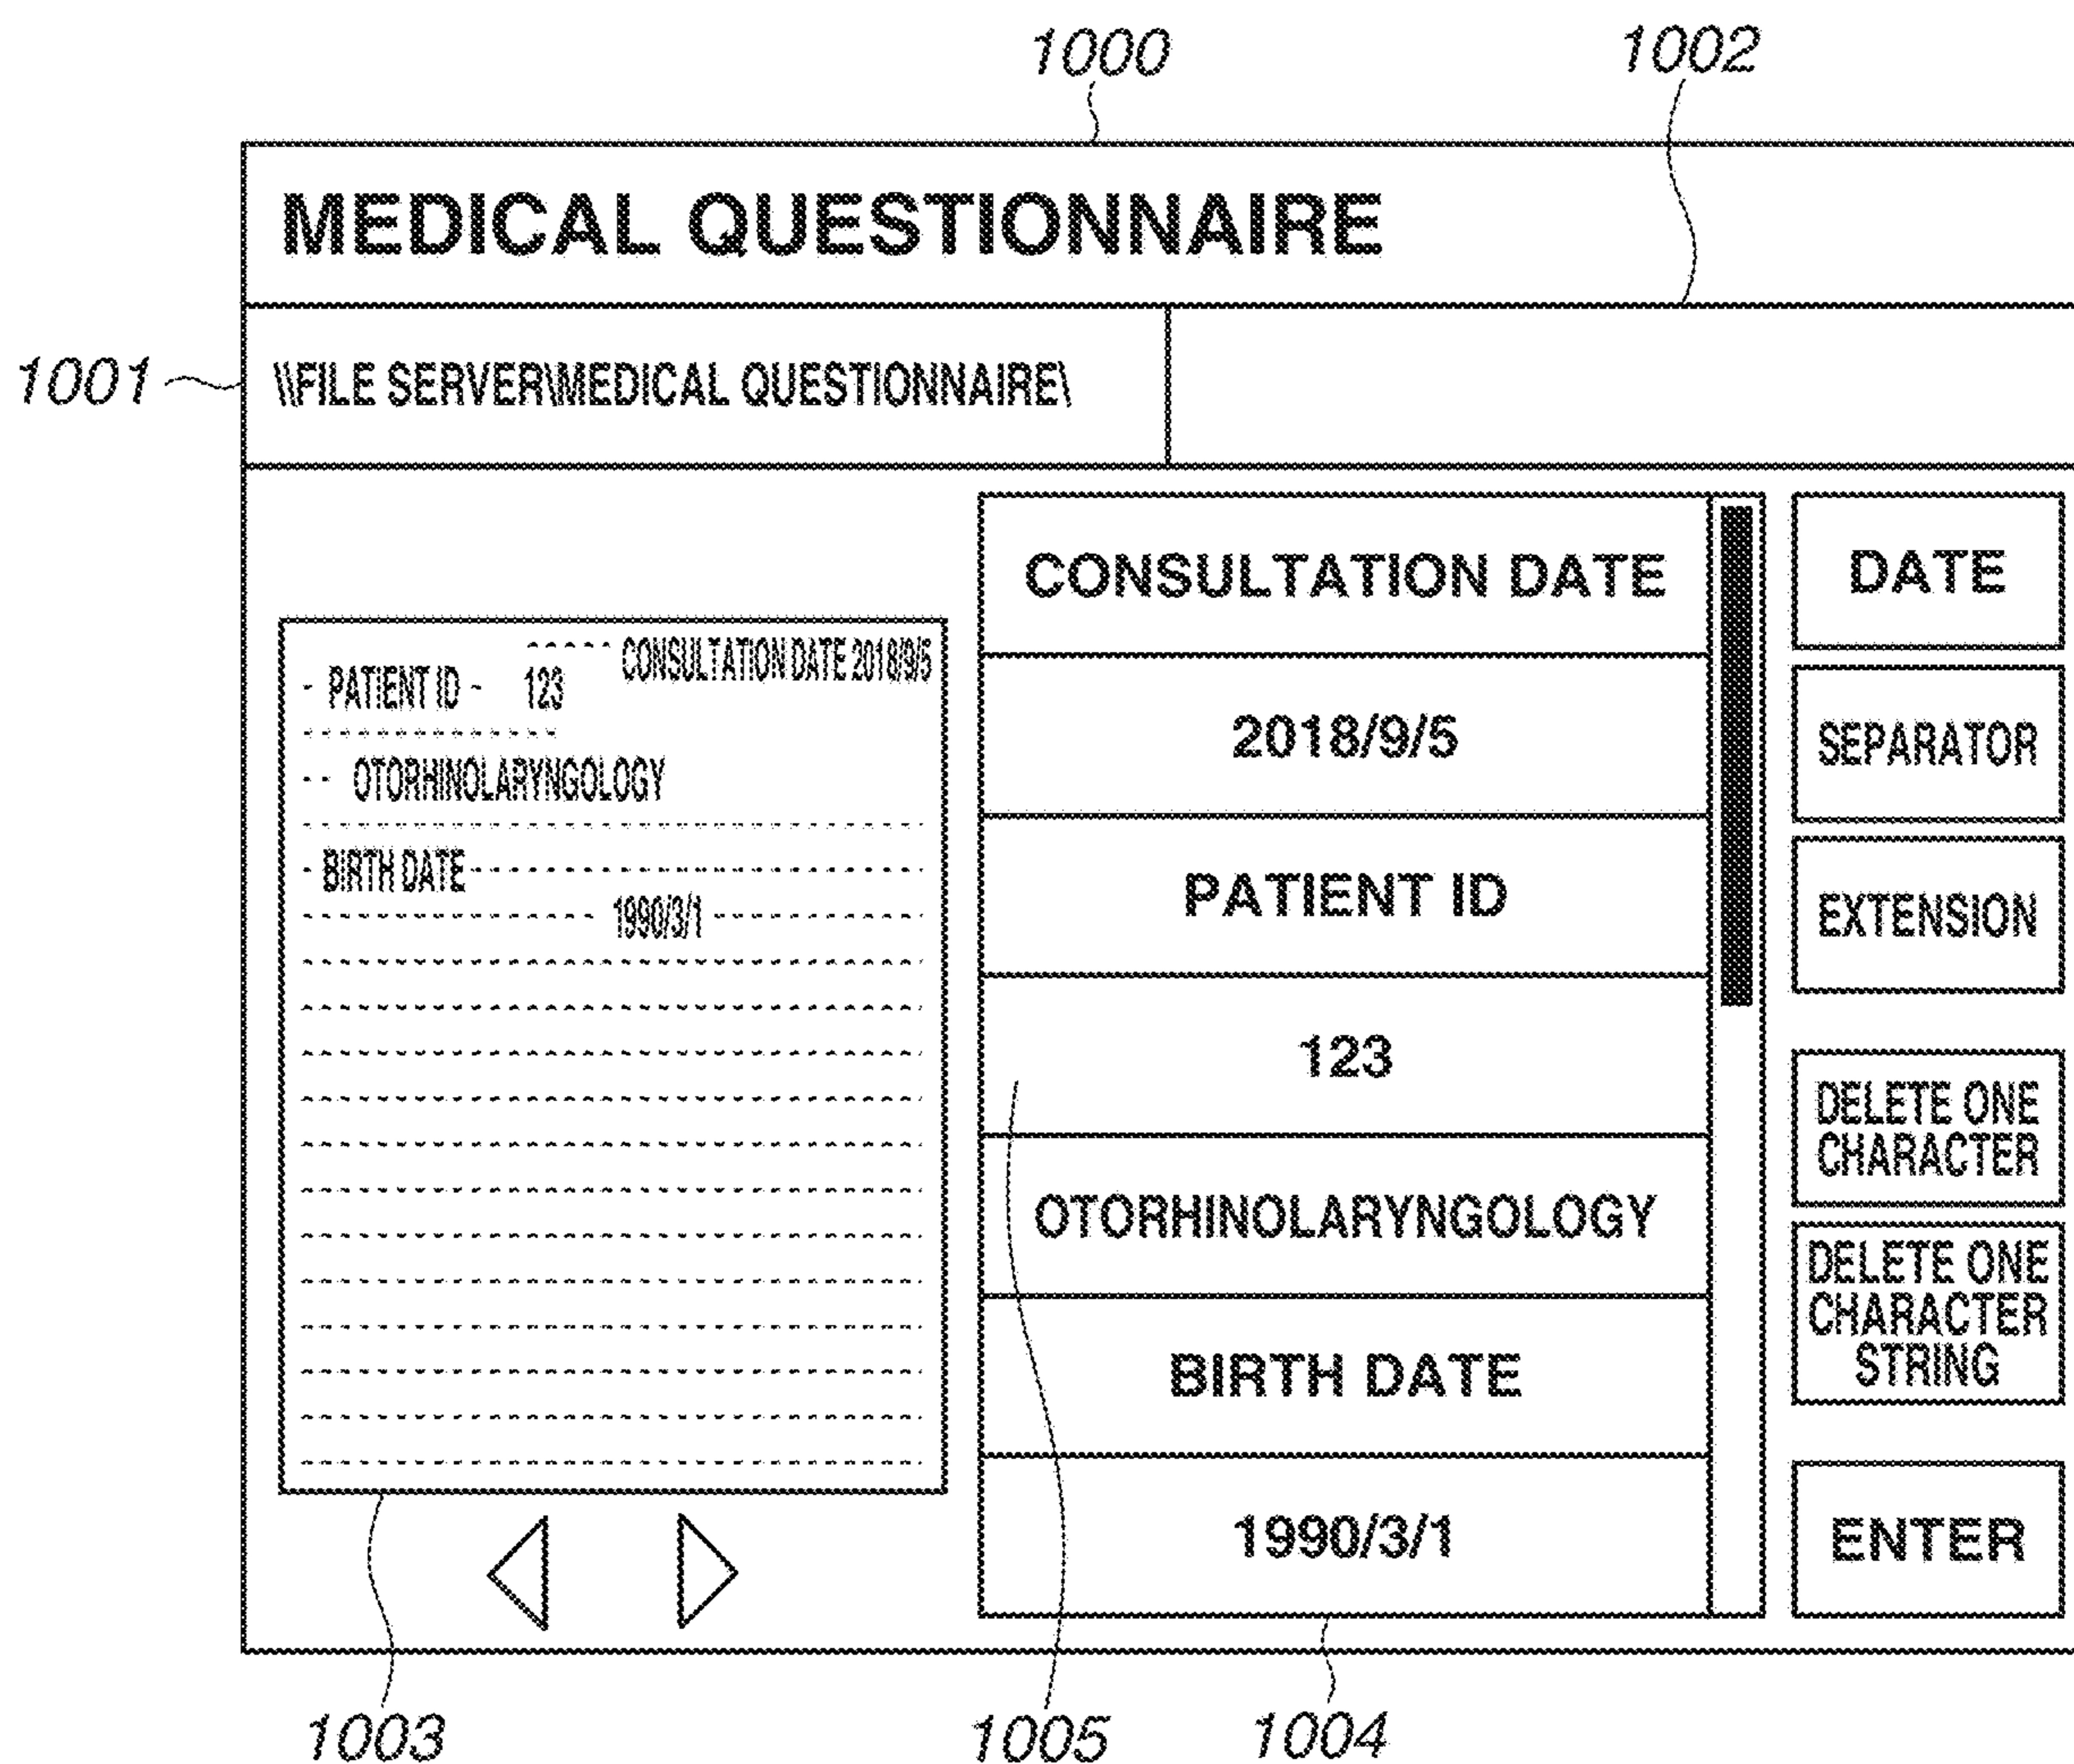 1000
1002
MEDICAL QUESTIONNAIRE
1001
\\FILE SERVER\MEDICAL QUESTIONNAIRE\
CONSULTATION DATE 2018/9/5
PATIENT ID 123
OTORHINOLARYNGOLOGY
BIRTH DATE
1990/3/1
CONSULTATION DATE
2018/9/5
PATIENT ID
123
OTORHINOLARYNGOLOGY
BIRTH DATE
1990/3/1
DATE
SEPARATOR
EXTENSION
DELETE ONE
CHARACTER
DELETE ONE
CHARACTER
STRING
ENTER
1003
1005
1004